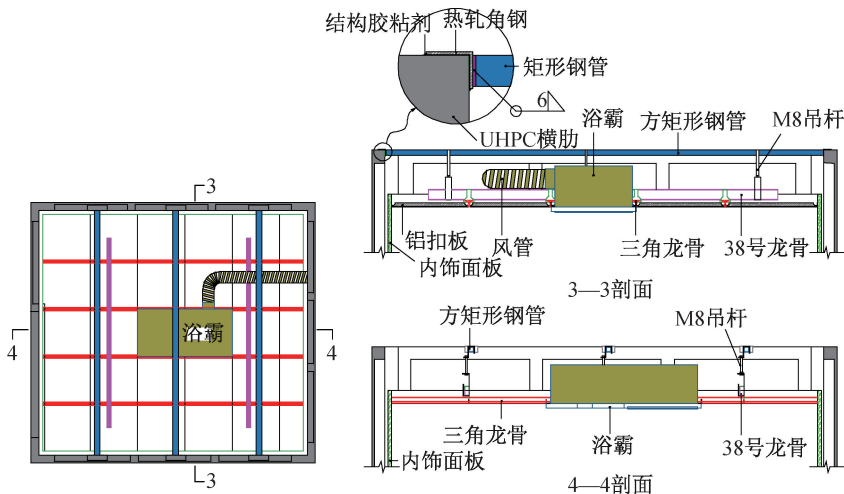 结构胶粘剂
热轧角钢
矩形钢管
6
UHPC横肋
浴霸
方矩形钢管
M8吊杆
铝扣板
内饰面板
风管
三角龙骨
38号龙骨
3—3剖面
3
4
浴霸
4
3
方矩形钢管
M8吊杆
三角龙骨
内饰面板
浴霸
38号龙骨
4—4剖面